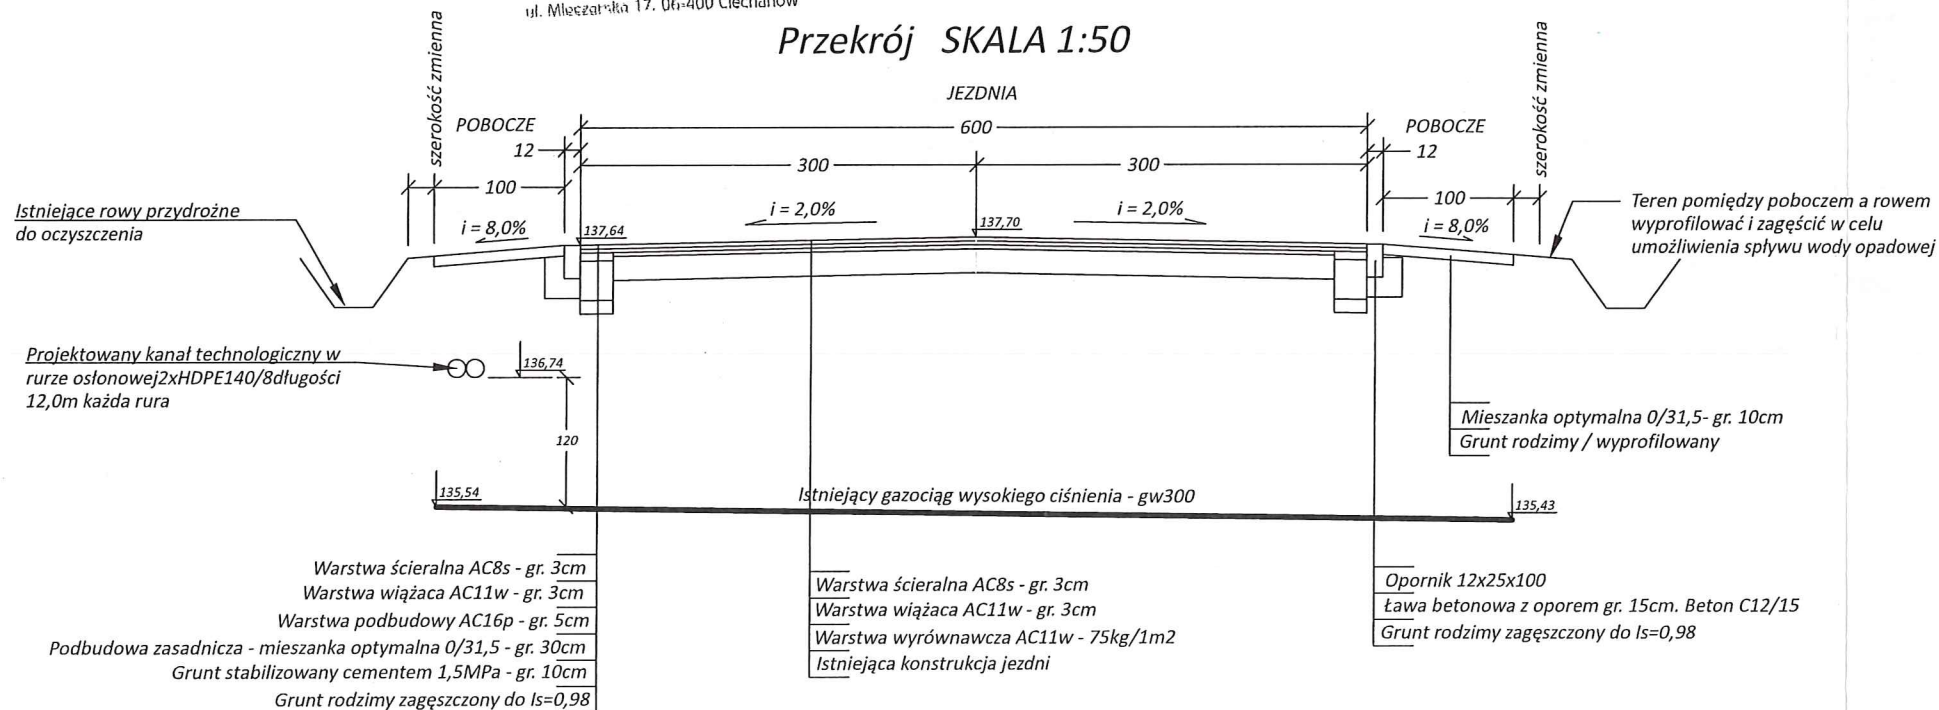 ul. Mleczarska 17, 06-400 Ciechanów
Przekrój SKALA 1:50
szerokość zmienna
szerokość zmienna
JEZDNIA
POBOCZE
600
POBOCZE
12
12
300
300
100
100
Istniejące rowy przydrożne
do oczyszczenia
i = 8,0%
137,64
i = 2,0%
137,70
i = 2,0%
i = 8,0%
Teren pomiędzy poboczem a rowem
wyprofilować i zagęścić w celu
umożliwienia spływu wody opadowej
Projektowany kanał technologiczny w
rurze osłonowej2xHDPE140/8długości
12,0m każda rura
136,74
120
Mieszanka optymalna 0/31,5- gr. 10cm
Grunt rodzimy / wyprofilowany
135,54
Istniejący gazociąg wysokiego ciśnienia - gw300
135,43
Warstwa ścieralna AC8s - gr. 3cm
Warstwa wiążaca AC11w - gr. 3cm
Warstwa podbudowy AC16p - gr. 5cm
Podbudowa zasadnicza - mieszanka optymalna 0/31,5 - gr. 30cm
Grunt stabilizowany cementem 1,5MPa - gr. 10cm
Grunt rodzimy zagęszczony do Is=0,98
Warstwa ścieralna AC8s - gr. 3cm
Warstwa wiążaca AC11w - gr. 3cm
Warstwa wyrównawcza AC11w - 75kg/1m2
Istniejąca konstrukcja jezdni
Opornik 12x25x100
Ława betonowa z oporem gr. 15cm. Beton C12/15
Grunt rodzimy zagęszczony do Is=0,98